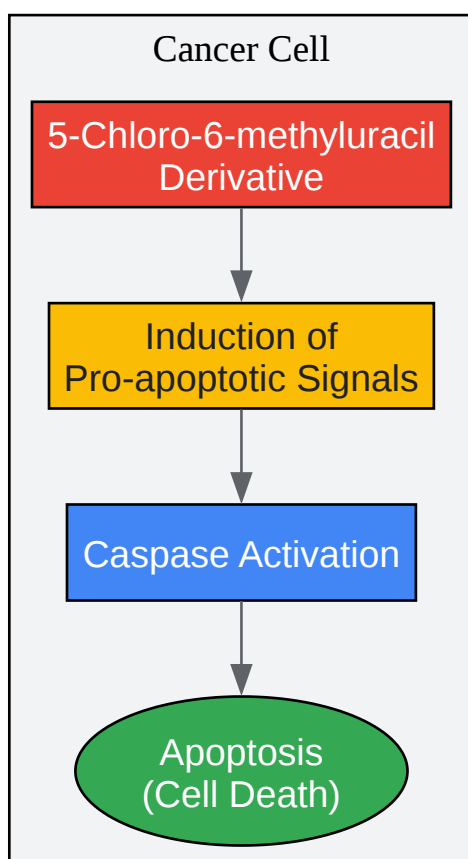 Cancer Cell
5-Chloro-6-methyluracil
Derivative
Induction of
Pro-apoptotic Signals
Caspase Activation
Apoptosis
(Cell Death)